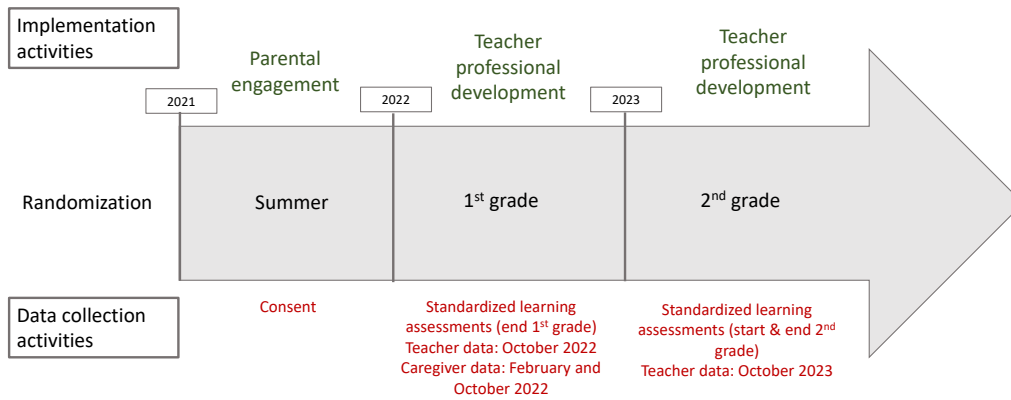 Implementation
activities
Parental
engagement
Teacher
professional
development
Teacher
professional
development
2021
2022
2023
Randomization
Summer
1st grade
2nd grade
Data collection
activities
Consent
Standardized learning
assessments (end 1st grade)
Teacher data: October 2022
Caregiver data: February and
October 2022
Standardized learning
assessments (start & end 2nd
grade)
Teacher data: October 2023